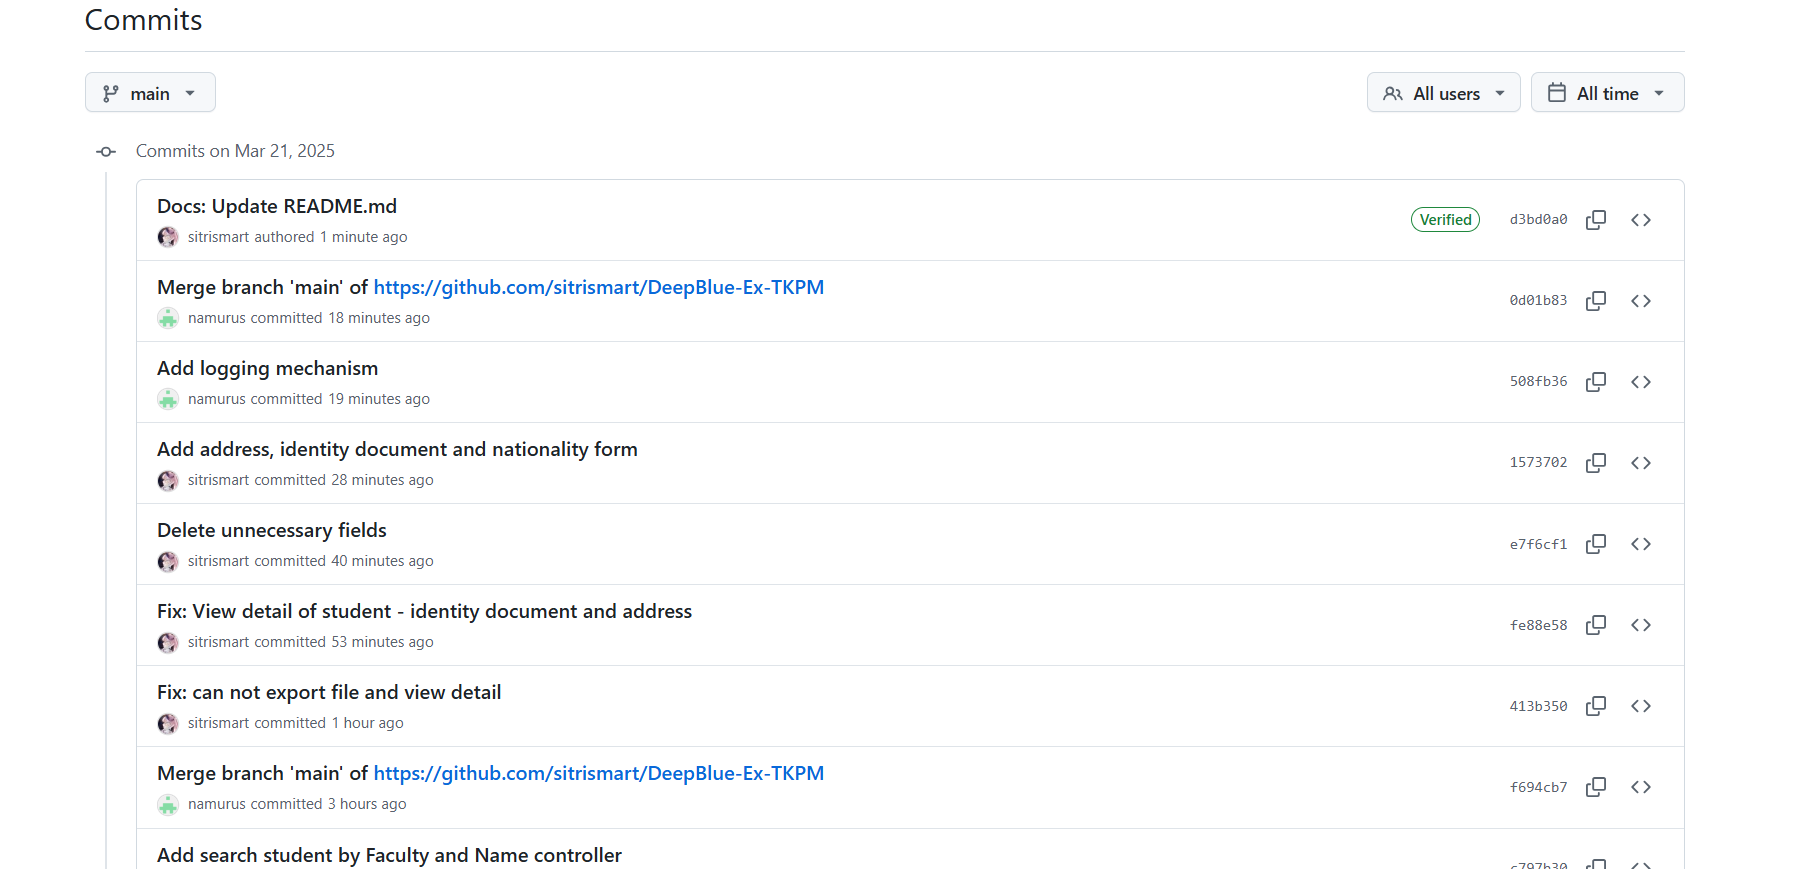 Commits
main
All users
All time
Commits on Mar 21, 2025
Docs: Update README.md
sitrismart authored 1 minute ago
Verified
d3bd0a0
Merge branch 'main' of https://github.com/sitrismart/DeepBlue-Ex-TKPM
namurus committed 18 minutes ago
0d01b83
Add logging mechanism
namurus committed 19 minutes ago
508fb36
Add address, identity document and nationality form
sitrismart committed 28 minutes ago
1573702
Delete unnecessary fields
sitrismart committed 40 minutes ago
e7f6cf1
Fix: View detail of student - identity document and address
sitrismart committed 53 minutes ago
fe88e58
Fix: can not export file and view detail
sitrismart committed 1 hour ago
413b350
Merge branch 'main' of https://github.com/sitrismart/DeepBlue-Ex-TKPM
namurus committed 3 hours ago
f694cb7
Add search student by Faculty and Name controller